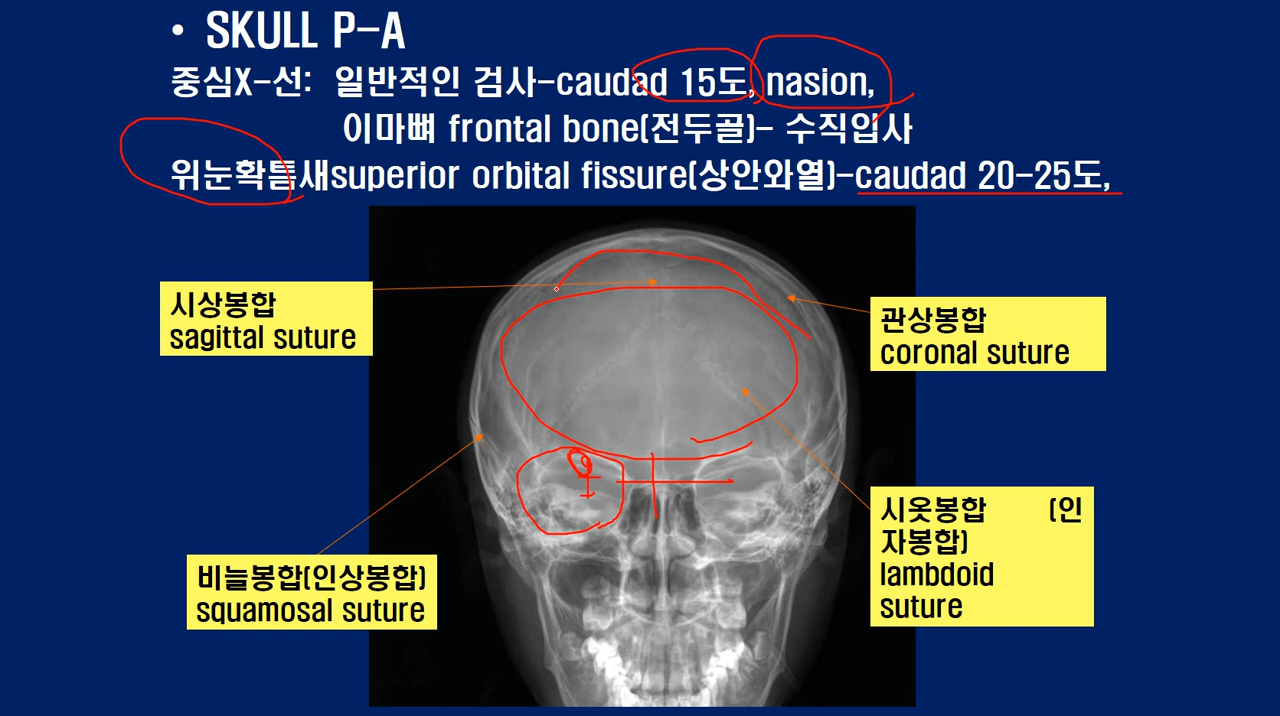 • SKULL P-A
중심X-선: 일반적인 검사-caudad 15도, nasion,
이마뼈 frontal bone(전두골)- 수직입사
위눈확틈새superior orbital fissure(상안와열)-caudad 20-25도,
시상봉합
sagittal suture
관상봉합
coronal suture
시옷봉합 (인
자봉합)
lambdoid
suture
비늘봉합(인상봉합)
squamosal suture